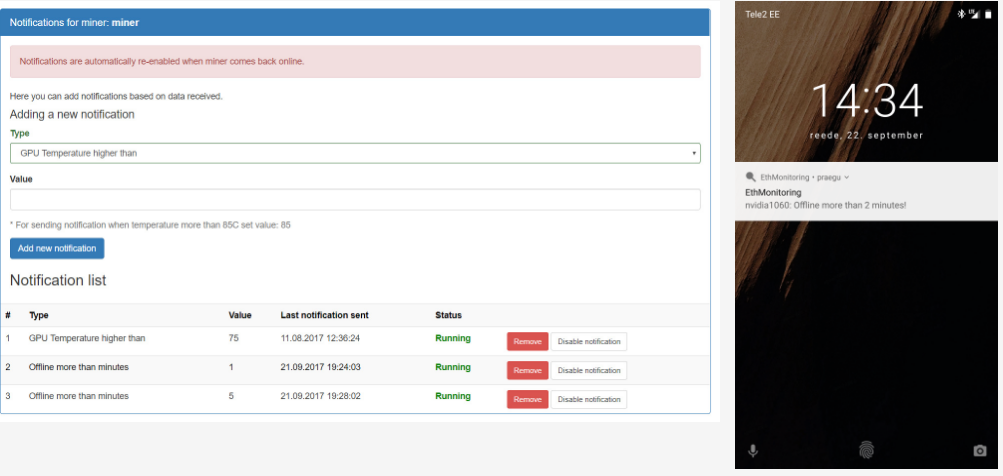 Notifications for miner: miner
Notifications are automatically re-enabled when miner comes back online.
Here you can add notifications based on data received.
Adding a new notification
Type
GPU Temperature higher than
Value
* For sending notification when temperature more than 85C set value: 85
Add new notification
Notification list
# Type Value Last notification sent Status
1 GPU Temperature higher than 75 11.08.2017 12:36:24 Running Remove Disable notification
2 Offline more than minutes 1 21.09.2017 19:24:03 Running Remove Disable notification
3 Offline more than minutes 5 21.09.2017 19:28:02 Running Remove Disable notification
Tele2 EE
14:34
reede, 22. september
EthMonitoring • praegu
EthMonitoring
nvidia1060: Offline more than 2 minutes!